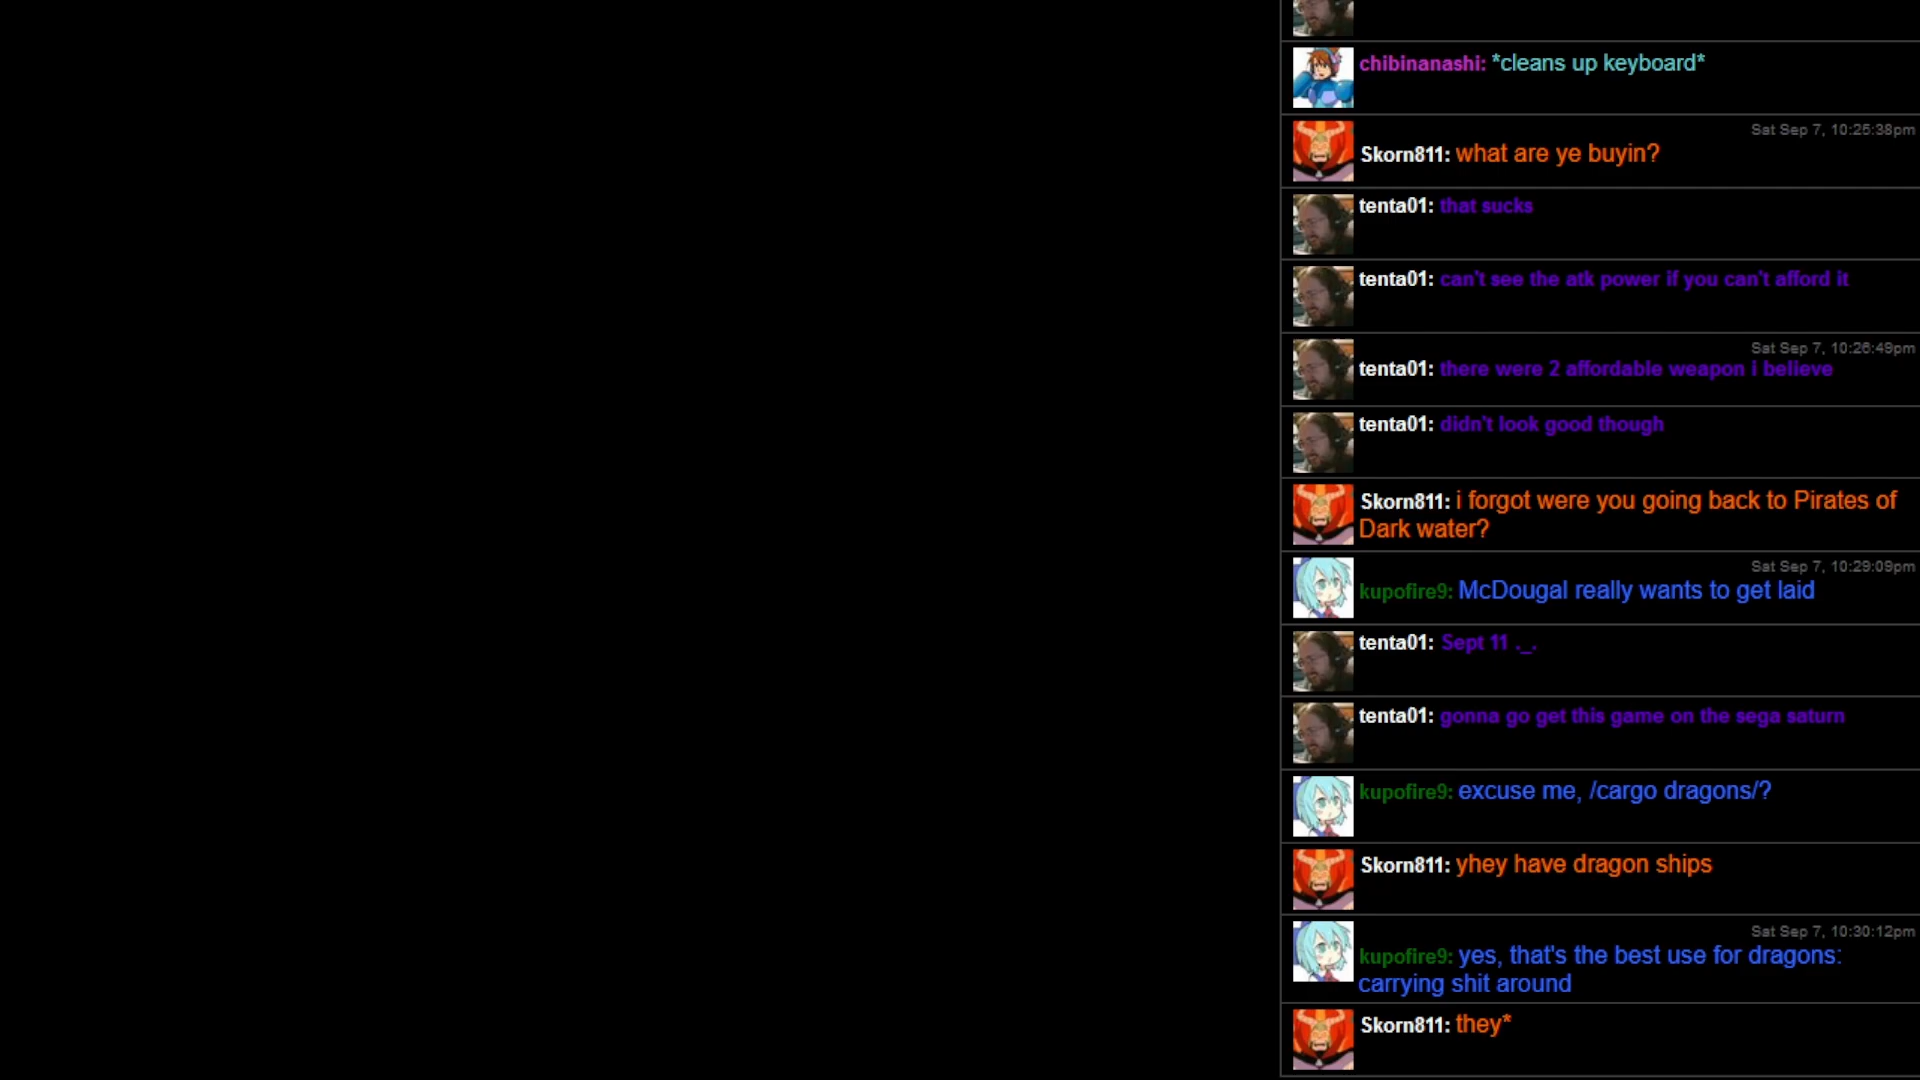 chibinanashi: *cleans up keyboard*
Sat Sep 7, 10:25:38pm
Skorn811: what are ye buyin?
tenta01: that sucks
tenta01: can't see the atk power if you can't afford it
Sat Sep 7, 10:26:49pm
tenta01: there were 2 affordable weapon i believe
tenta01: didn't look good though
Skorn811: i forgot were you going back to Pirates of
Dark water?
Sat Sep 7, 10:29:09pm
kupofire9: McDougal really wants to get laid
tenta01: Sept 11 ._.
tenta01: gonna go get this game on the sega saturn
kupofire9: excuse me, /cargo dragons/?
Skorn811: yhey have dragon ships
Sat Sep 7, 10:30:12pm
kupofire9: yes, that's the best use for dragons:
carrying shit around
Skorn811: they*